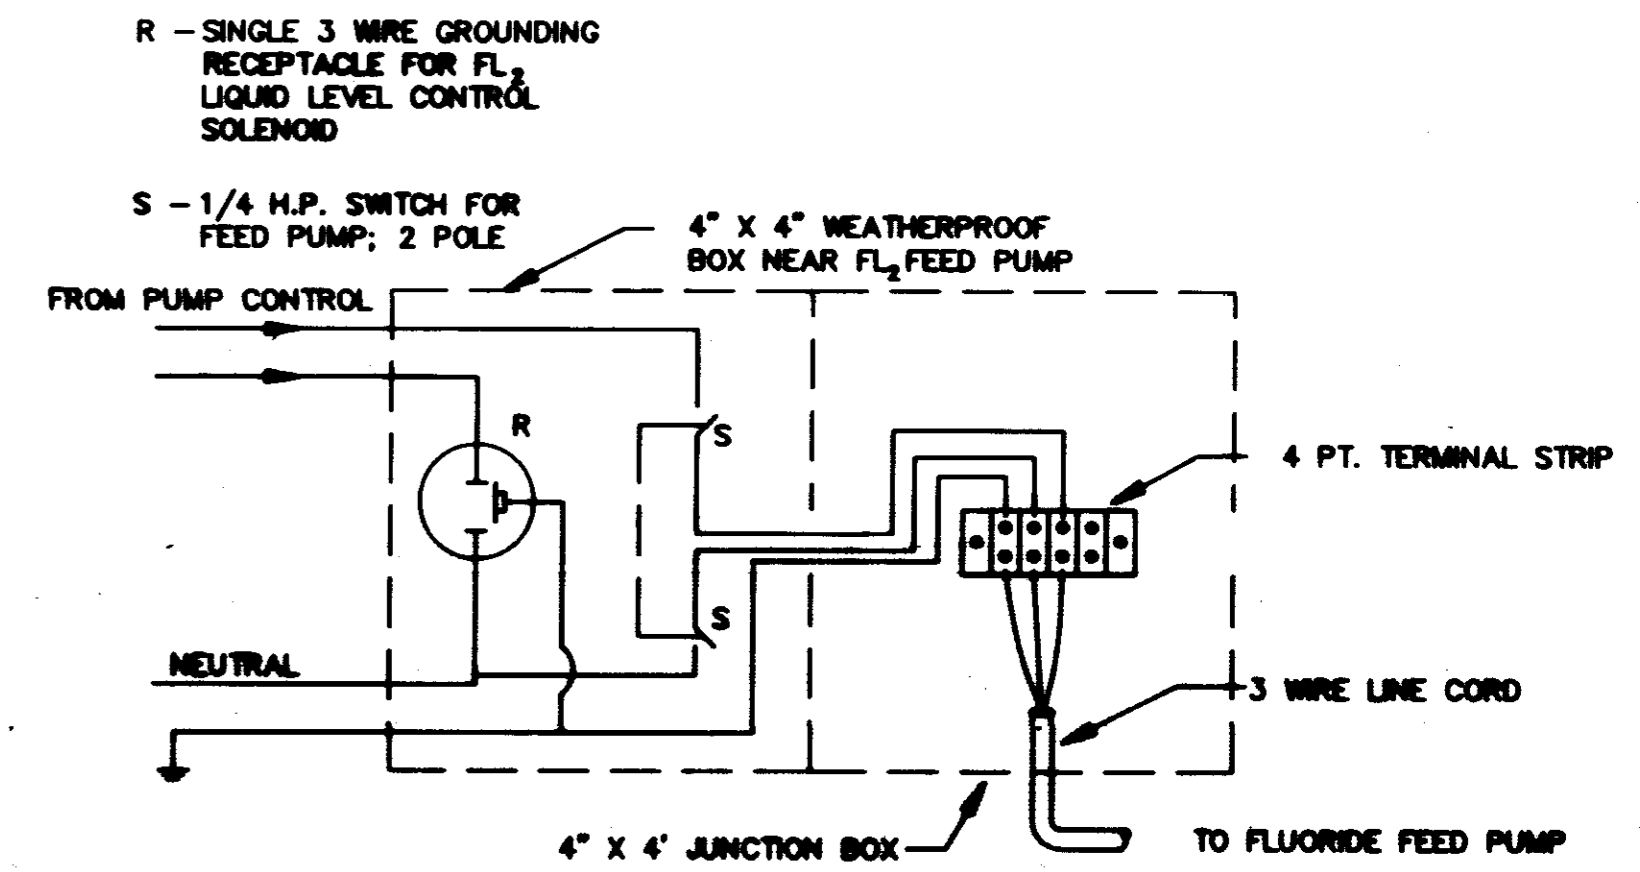 R – SINGLE 3 WIRE GROUNDING
RECEPTACLE FOR FL₂
LIQUID LEVEL CONTROL
SOLENOID
S – 1/4 H.P. SWITCH FOR
FEED PUMP; 2 POLE
4" X 4" WEATHERPROOF
BOX NEAR FL₂ FEED PUMP
FROM PUMP CONTROL
R
S
4 PT. TERMINAL STRIP
S
NEUTRAL
3 WIRE LINE CORD
4" X 4' JUNCTION BOX
TO FLUORIDE FEED PUMP